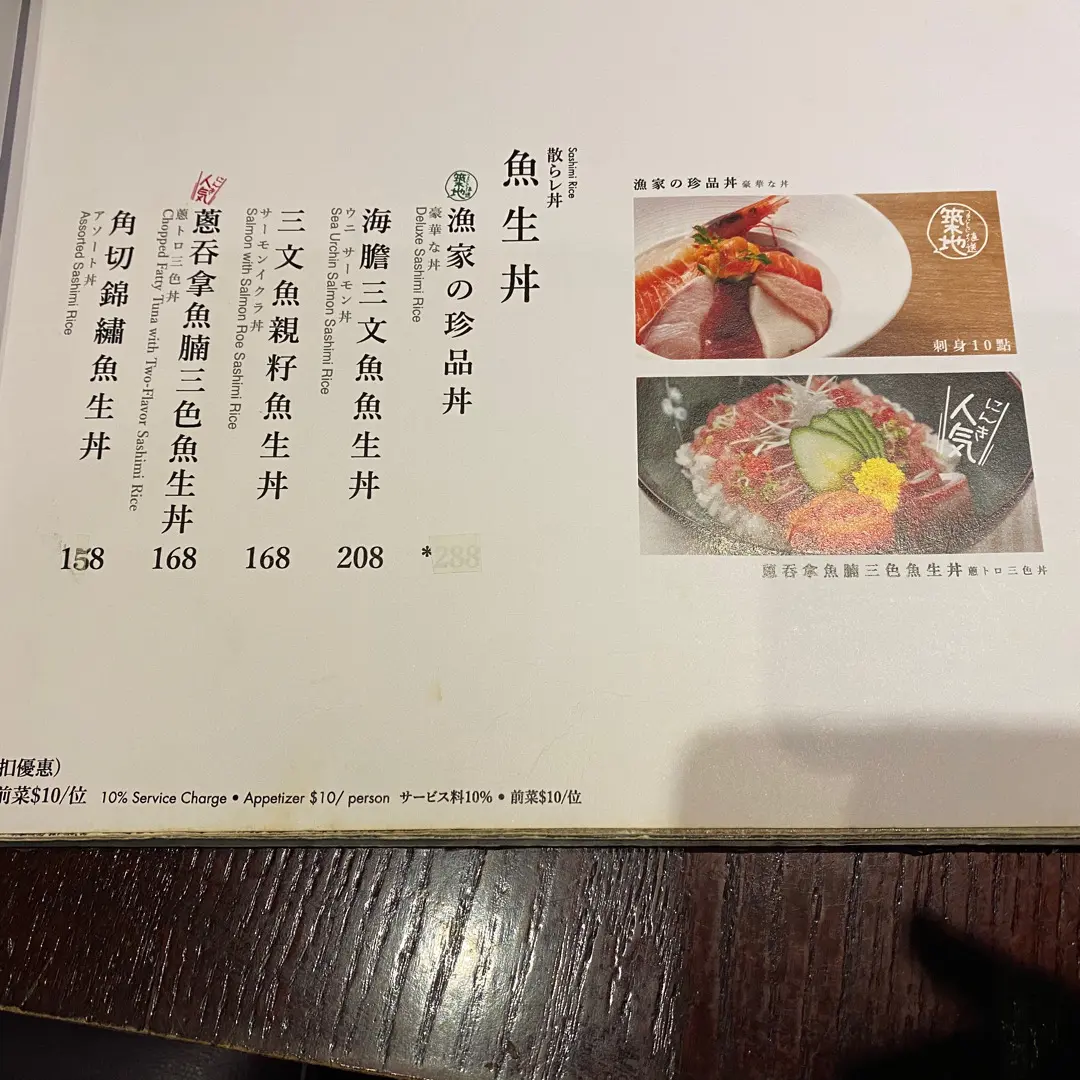 Sashimi Rice
散らし丼
魚生丼
築地
漁家の珍品丼
豪華な丼
Deluxe Sashimi Rice
*288
海膽三文魚魚生丼
ウニ サーモン丼
Sea Urchin Salmon Sashimi Rice
208
三文魚親籽魚生丼
サーモンイクラ丼
Salmon with Salmon Roe Sashimi Rice
168
人気
蔥吞拿魚腩三色魚生丼
葱トロ三色丼
Chopped Fatty Tuna with Two-Flavor Sashimi Rice
168
角切錦繡魚生丼
アソート丼
Assorted Sashimi Rice
158
漁家の珍品丼 豪華な丼
築地
刺身10點
にんき
人気
蔥吞拿魚腩三色魚生丼 葱トロ三色丼
扣優惠)
前菜$10/位 10% Service Charge • Appetizer $10/ person サービス料10% • 前菜$10/位